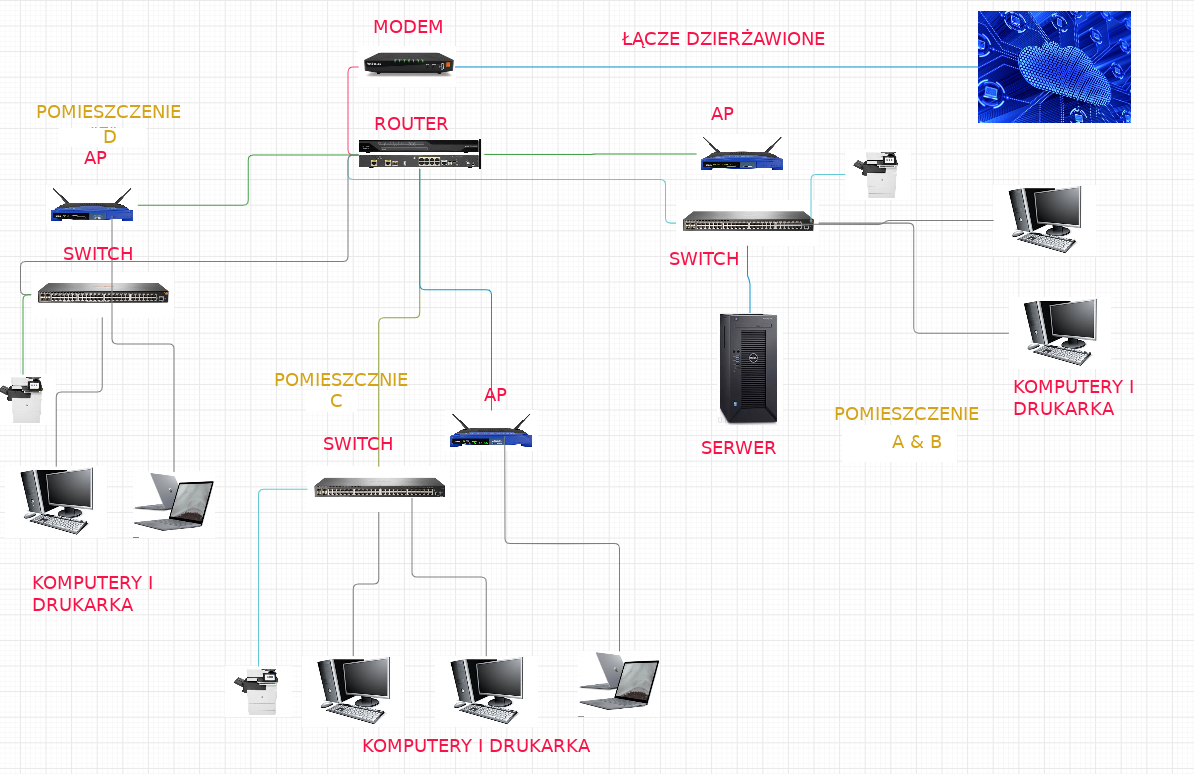 MODEM
ŁĄCZE DZIERŻAWIONE
POMIESZCZENIE
D
AP
ROUTER
AP
SWITCH
SWITCH
POMIESZCZNIE
C
AP
SWITCH
SERWER
KOMPUTERY I
DRUKARKA
POMIESZCZENIE
A & B
KOMPUTERY I
DRUKARKA
KOMPUTERY I DRUKARKA